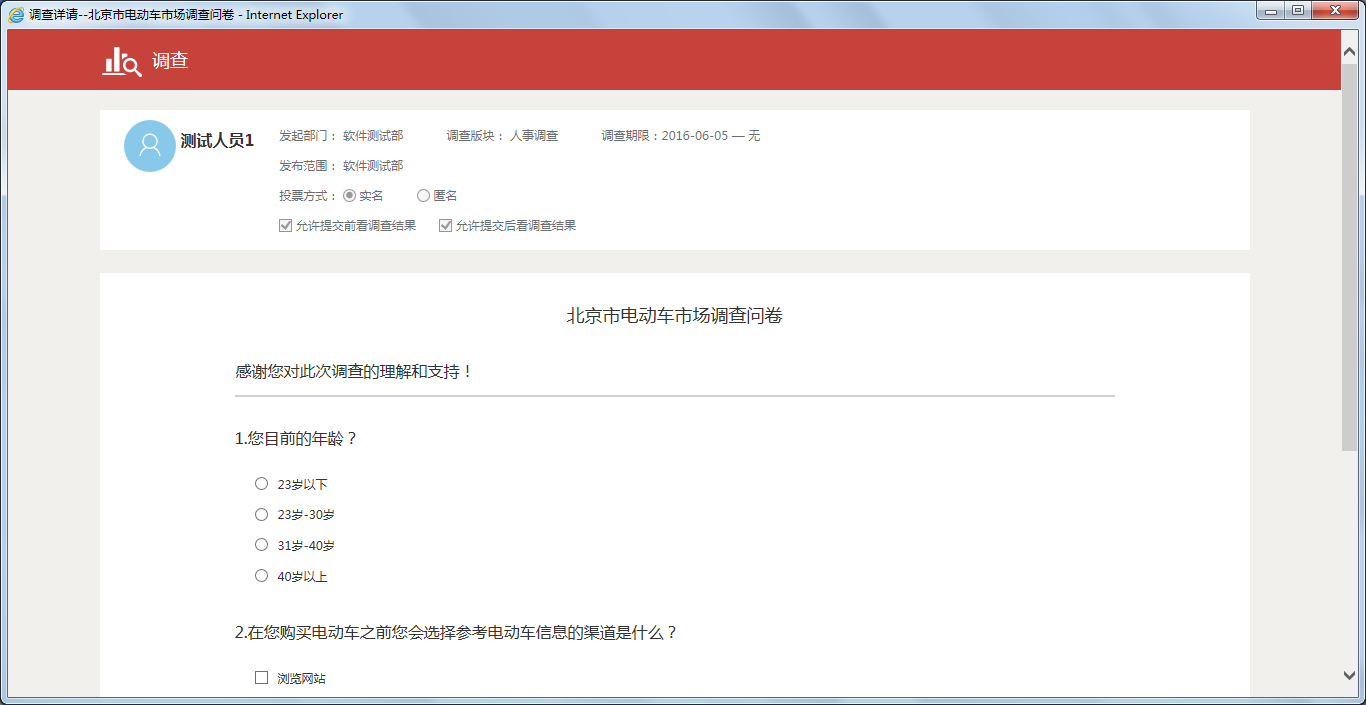 调查详请--北京市电动车市场调查问卷 - Internet Explorer
调查
测试人员1
发起部门： 软件测试部 调查版块： 人事调查 调查期限：2016-06-05 — 无
发布范围： 软件测试部
投票方式： 实名 匿名
允许提交前看调查结果 允许提交后看调查结果
北京市电动车市场调查问卷
感谢您对此次调查的理解和支持！
1.您目前的年龄？
23岁以下
23岁-30岁
31岁-40岁
40岁以上
2.在您购买电动车之前您会选择参考电动车信息的渠道是什么？
浏览网站